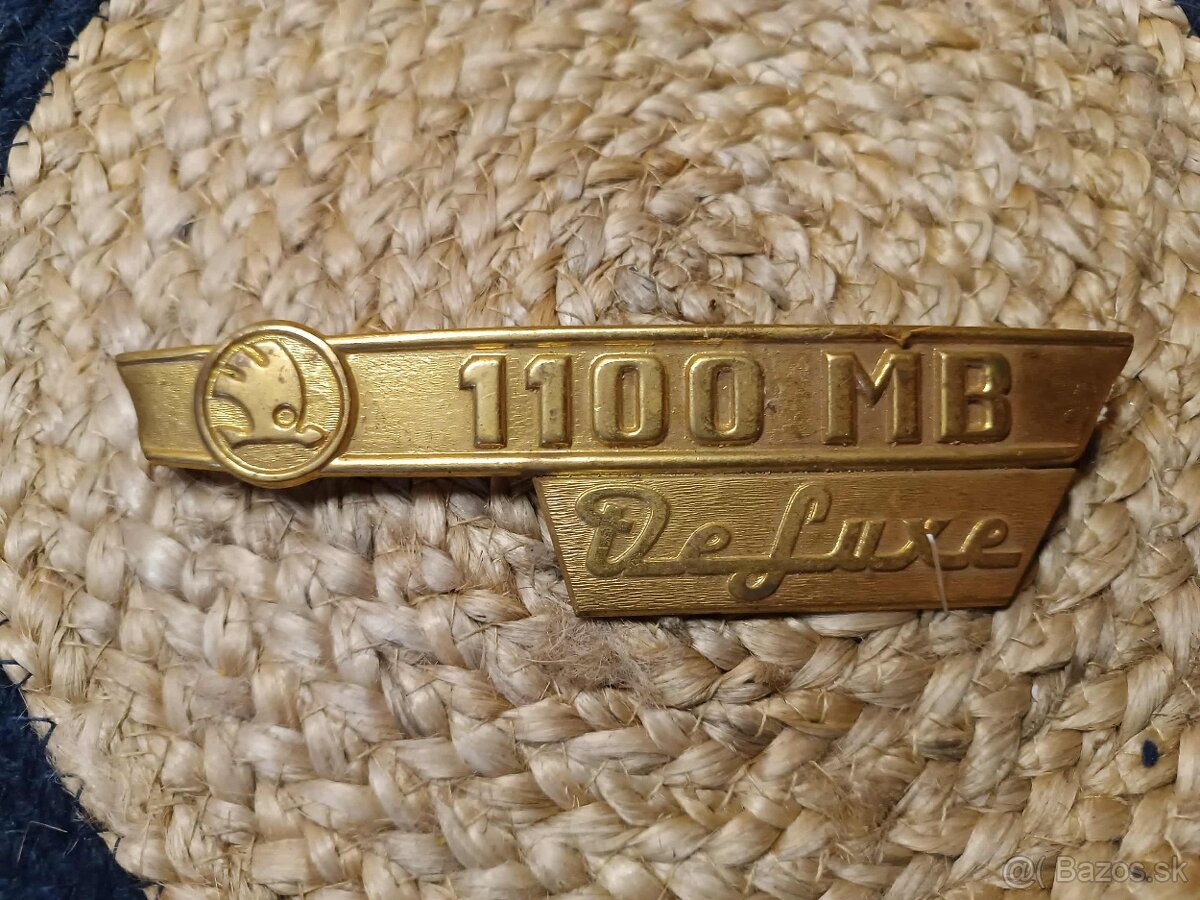 1100 MB
De Luxe
@( Bazos.sk